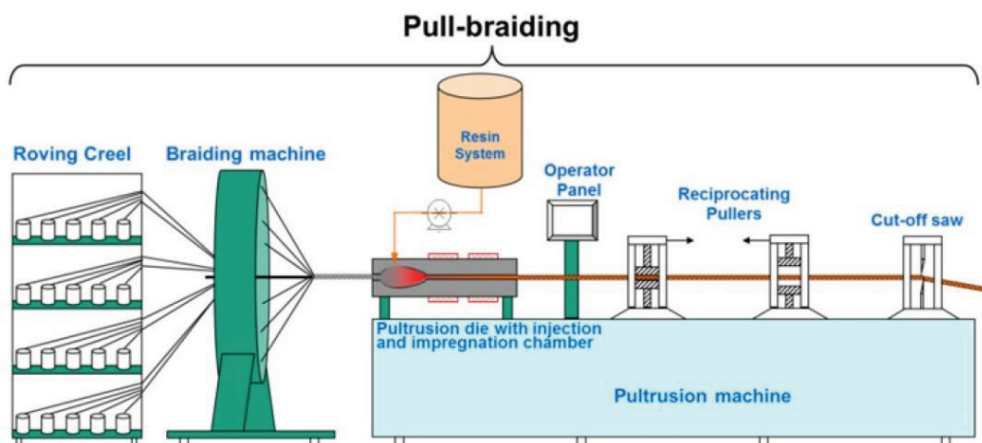 Pull-braiding
Roving Creel
Braiding machine
Resin
System
Operator
Panel
Reciprocating
Pullers
Cut-off saw
Pultrusion die with injection
and impregnation chamber
Pultrusion machine